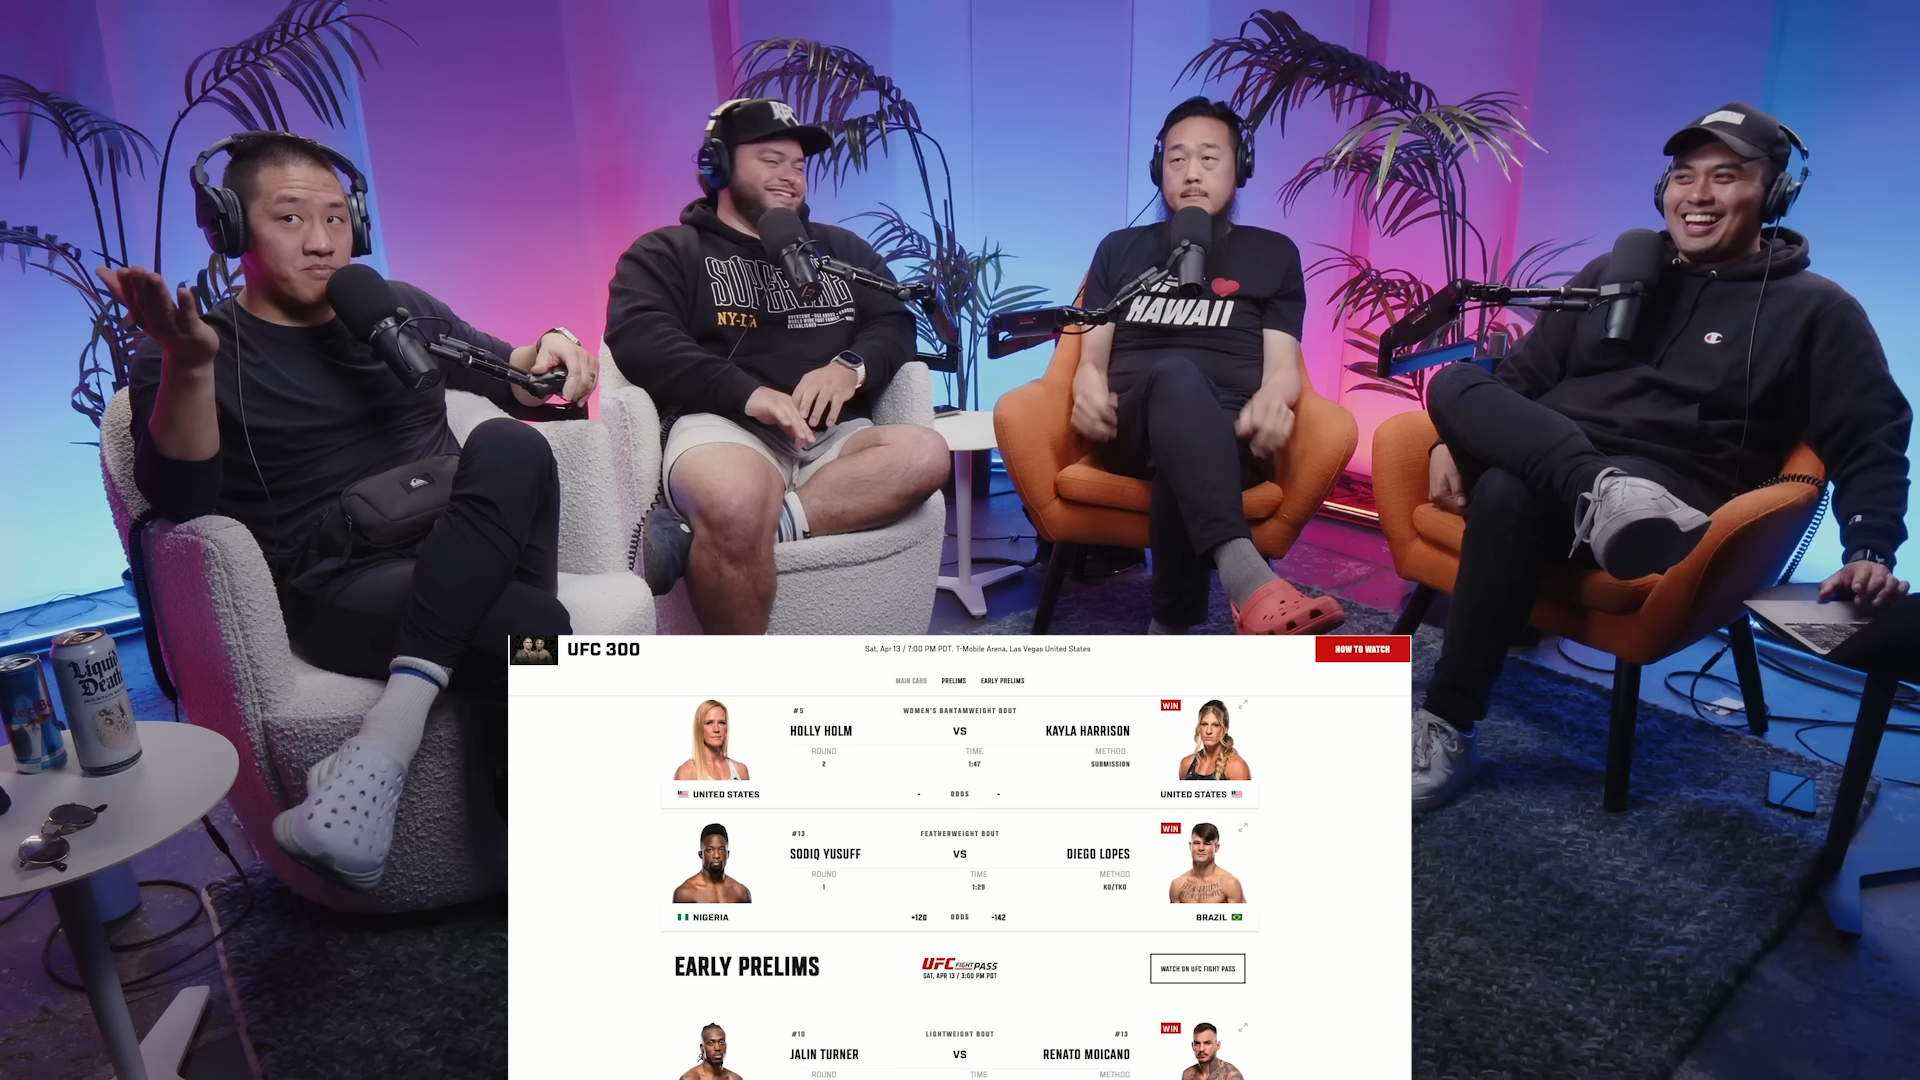 SUPREME
NY-LA
HAWAII
Liquid
Death
UFC 300
Sat, Apr 13 / 7:00 PM PDT. T-Mobile Arena, Las Vegas United States
HOW TO WATCH
MAIN CARD PRELIMS EARLY PRELIMS
#5 WOMEN'S BANTAMWEIGHT BOUT WIN
HOLLY HOLM VS KAYLA HARRISON
ROUND TIME METHOD
2 1:47 SUBMISSION
UNITED STATES - ODDS - UNITED STATES
#13 FEATHERWEIGHT BOUT WIN
SODIQ YUSUFF VS DIEGO LOPES
ROUND TIME METHOD
1 1:29 KO/TKO
NIGERIA +120 ODDS -142 BRAZIL
EARLY PRELIMS
UFC FIGHT PASS
SAT, APR 13 / 3:00 PM PDT
WATCH ON UFC FIGHT PASS
#10 LIGHTWEIGHT BOUT #13 WIN
JALIN TURNER VS RENATO MOICANO
ROUND TIME METHOD